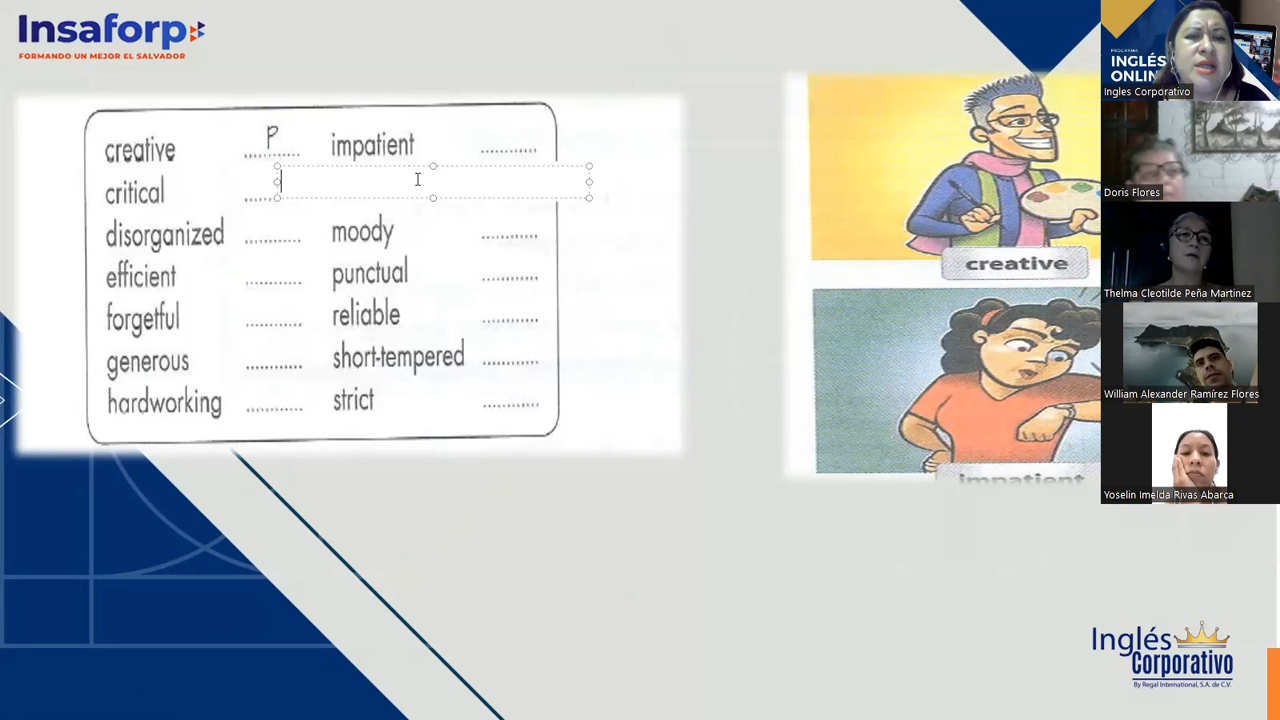 Insaforp
FORMANDO UN MEJOR EL SALVADOR
creative P impatient
critical
disorganized moody
efficient punctual
forgetful reliable
generous short-tempered
hardworking strict
creative
impatient
PROGRAMA
INGLÉS
ONLIN
Ingles Corporativo
Doris Flores
Thelma Cleotilde Peña Martinez
William Alexander Ramírez Flores
Yoselin Imelda Rivas Abarca
Inglés
Corporativo
By Regal International, S.A. de C.V.